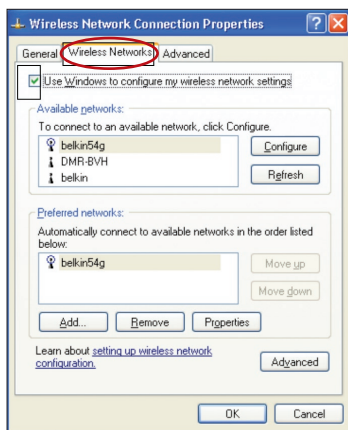 Wireless Network Connection Properties
General Wireless Networks Advanced
Use Windows to configure my wireless network settings
Available networks:
To connect to an available network, click Configure.
belkin54g
DMR-BVH
belkin
Configure
Refresh
Preferred networks:
Automatically connect to available networks in the order listed
below:
belkin54g
Move up
Move down
Add... Remove Properties
Learn about setting up wireless network
configuration.
Advanced
OK Cancel